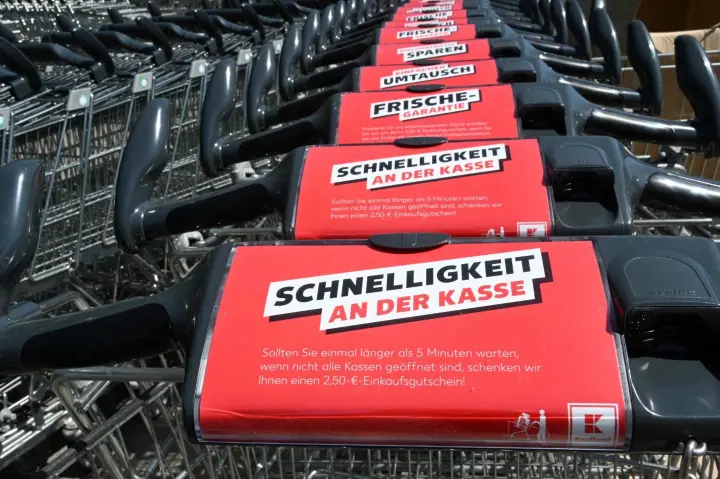 SPAREN
UMTAUSCH
FRISCHE-
GARANTIE
SCHNELLIGKEIT
AN DER KASSE
Sollten Sie einmal länger als 5 Minuten warten,
wenn nicht alle Kassen geöffnet sind, schenken wir
Ihnen einen 2,50-€-Einkaufsgutschein!
SCHNELLIGKEIT
AN DER KASSE
Sollten Sie einmal länger als 5 Minuten warten,
wenn nicht alle Kassen geöffnet sind, schenken wir
Ihnen einen 2,50-€-Einkaufsgutschein!
K
Kaufland